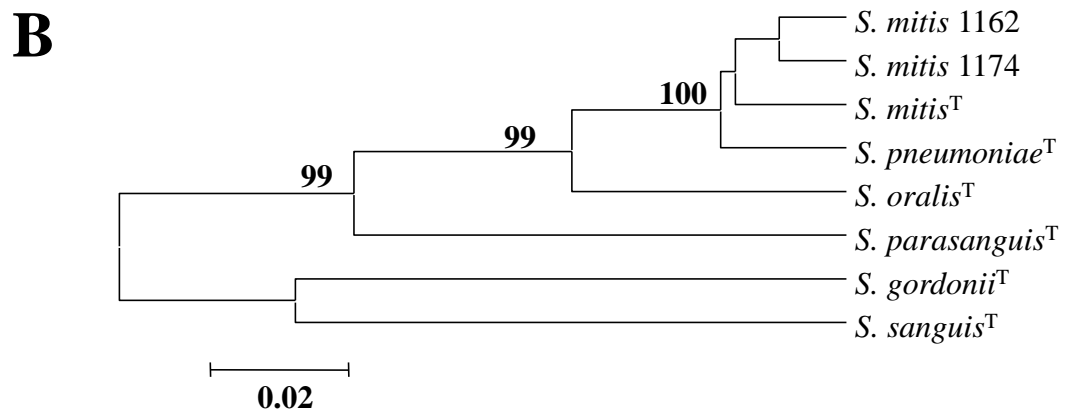 B
S. mitis 1162
S. mitis 1174
100
S. mitisᵀ
99
S. pneumoniaeᵀ
99
S. oralisᵀ
S. parasanguisᵀ
S. gordoniiᵀ
S. sanguisᵀ
0.02